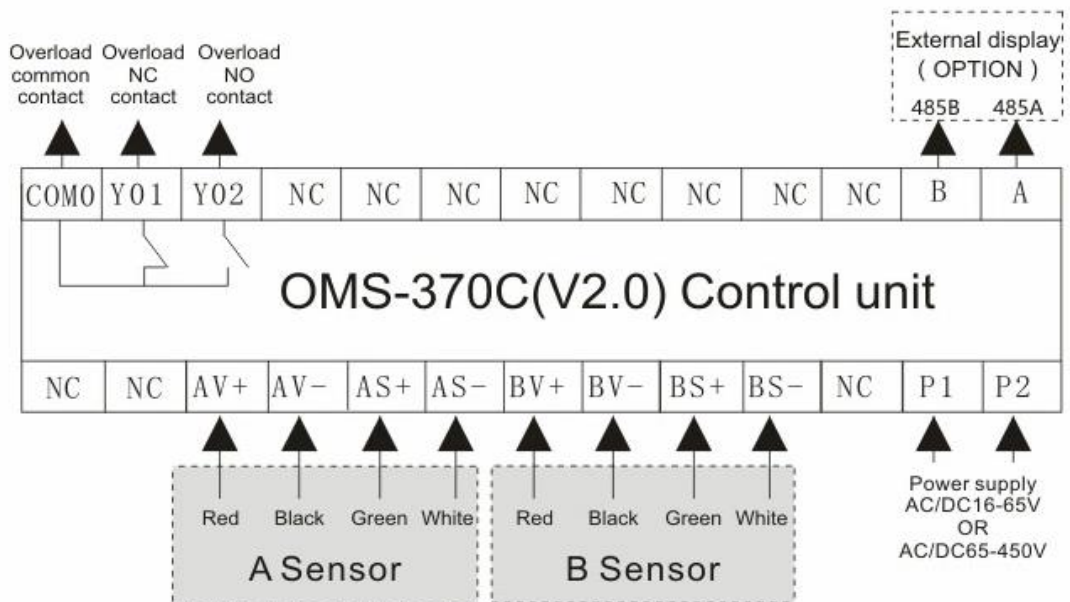 Overload Overload Overload
common NC NO
contact contact contact
External display
( OPTION )
485B 485A
COM0 Y01 Y02 NC NC NC NC NC NC NC NC B A
OMS-370C(V2.0) Control unit
NC NC AV+ AV- AS+ AS- BV+ BV- BS+ BS- NC P1 P2
Red Black Green White Red Black Green White
A Sensor B Sensor
Power supply
AC/DC16-65V
OR
AC/DC65-450V